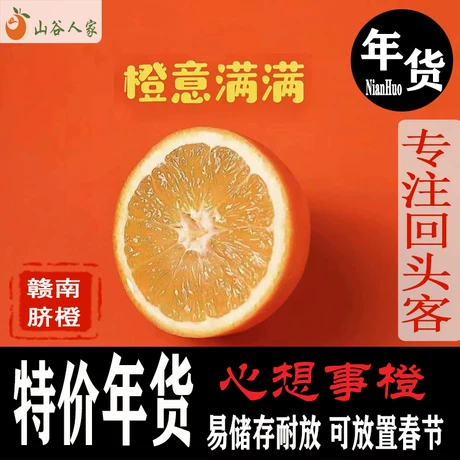 山谷人家
年货
NianHuo
橙意满满
专注回头客
赣南
脐橙
特价年货
心想事橙
易储存耐放 可放置春节